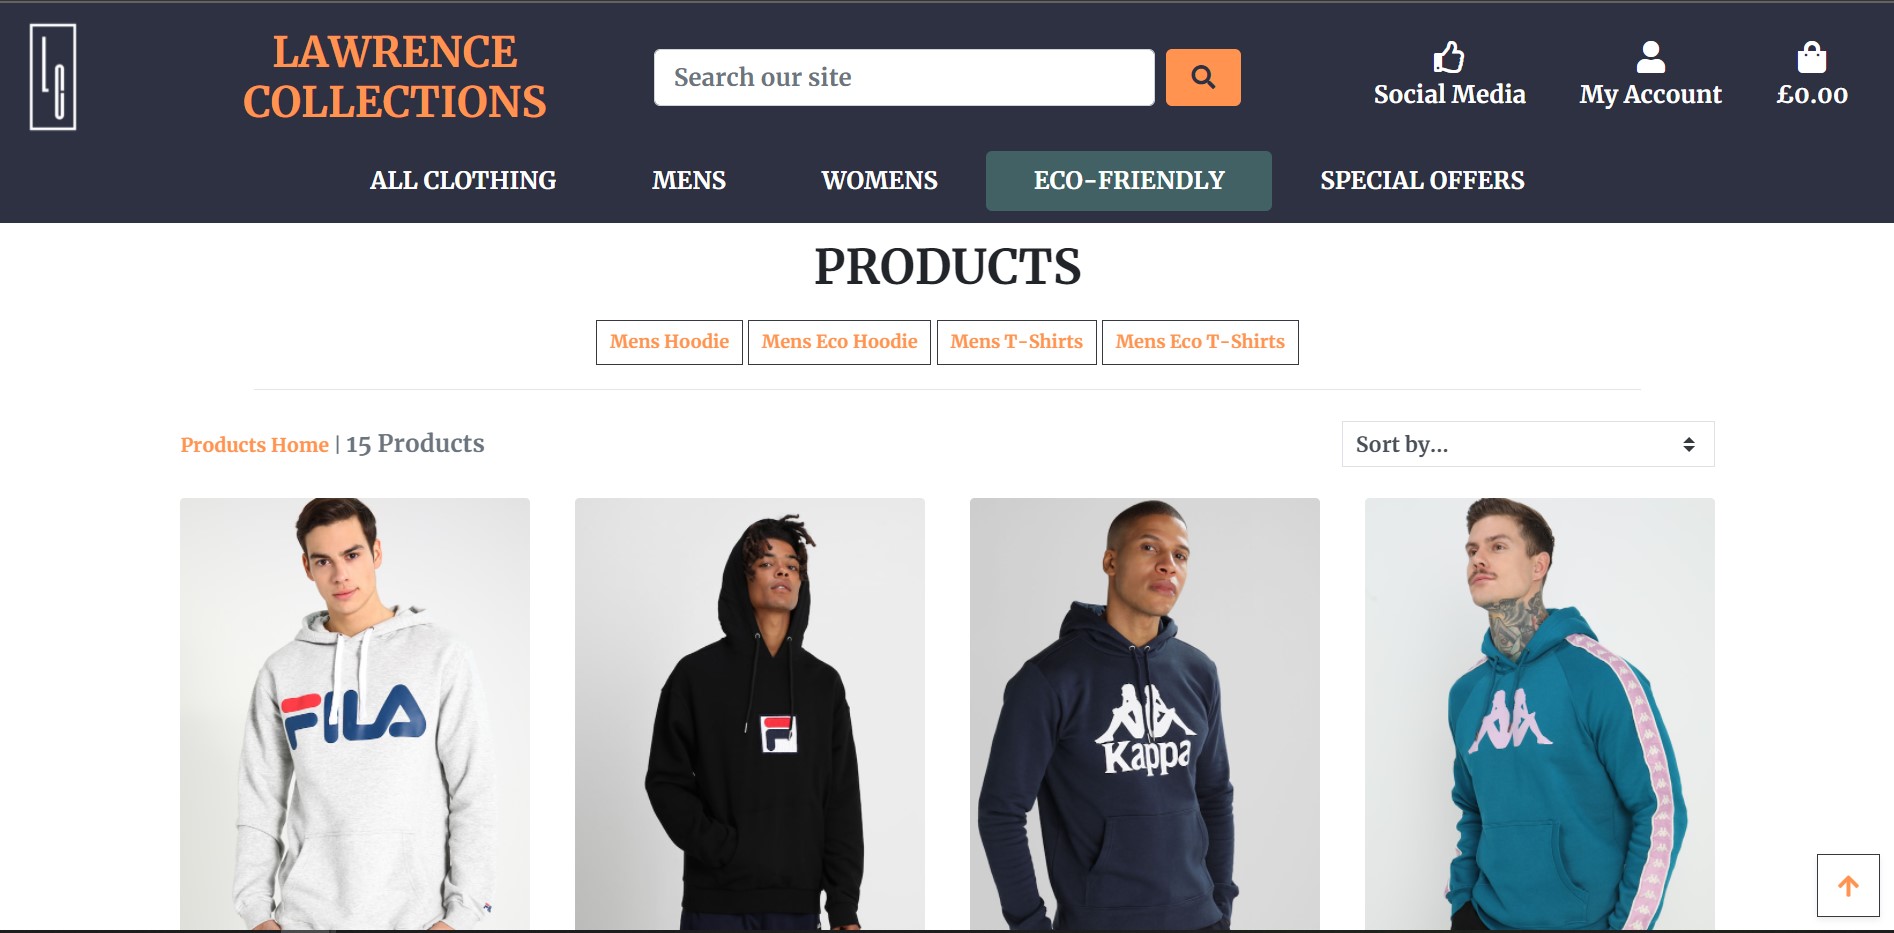 LAWRENCE
COLLECTIONS
Search our site
Social Media
My Account
£0.00
ALL CLOTHING
MENS
WOMENS
ECO-FRIENDLY
SPECIAL OFFERS
PRODUCTS
Mens Hoodie
Mens Eco Hoodie
Mens T-Shirts
Mens Eco T-Shirts
Products Home | 15 Products
Sort by...
FILA
F
Kappa